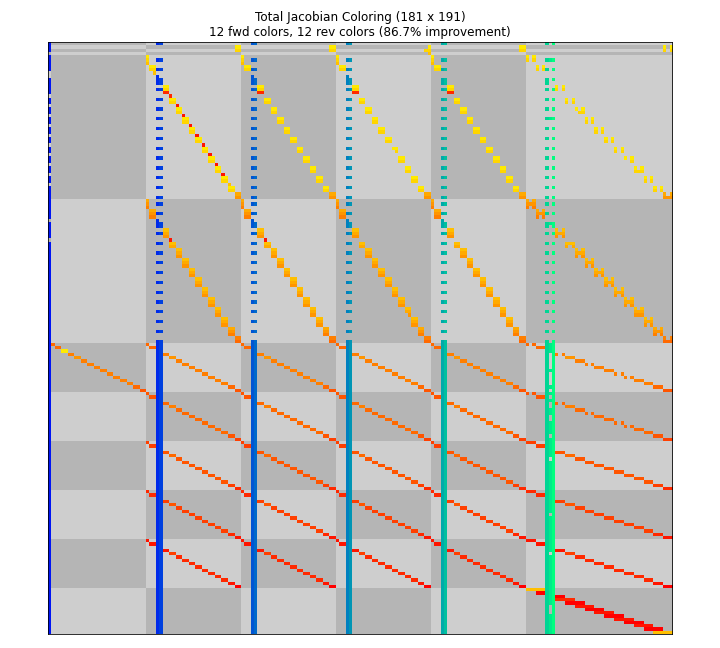 Total Jacobian Coloring (181 x 191)
12 fwd colors, 12 rev colors (86.7% improvement)